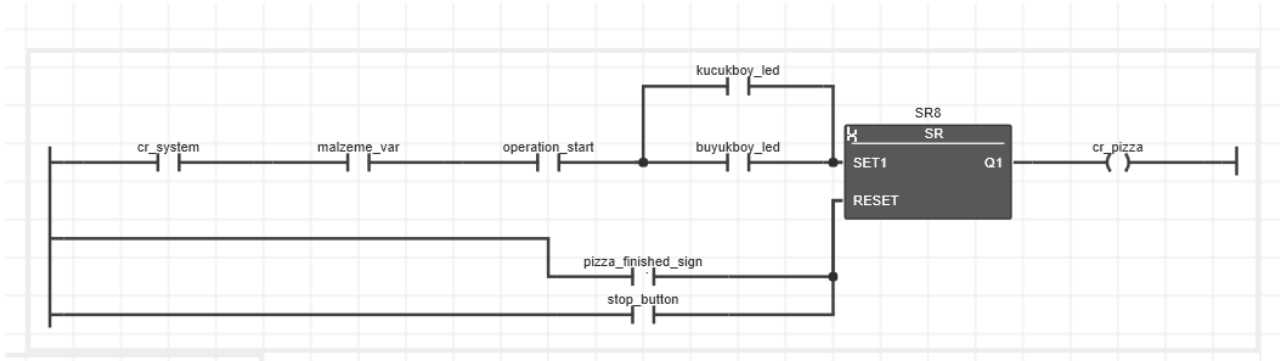 kucukboy_led
SR8
cr_system
malzeme_var
operation_start
buyukboy_led
SR
cr_pizza
SET1
Q1
RESET
pizza_finished_sign
stop_button